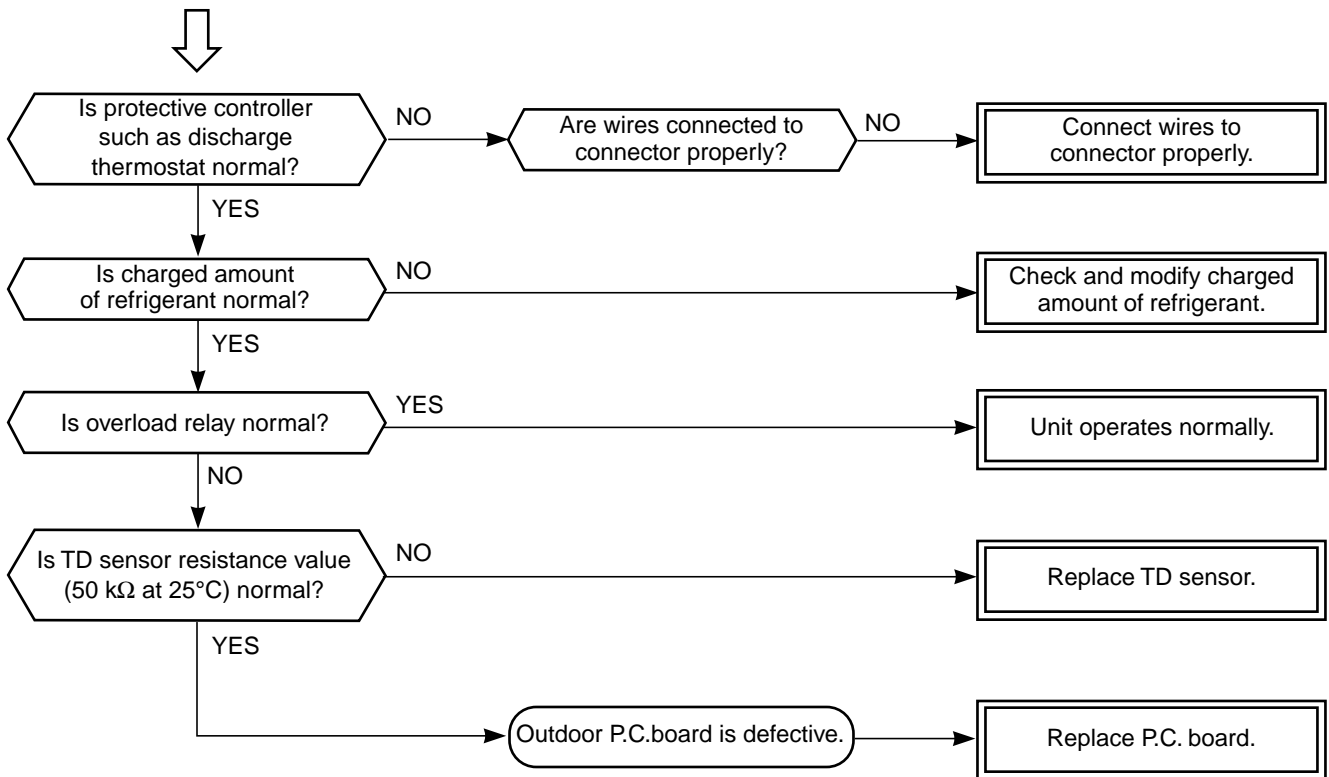 Is protective controller
such as discharge
thermostat normal?
NO
Are wires connected to
connector properly?
NO
Connect wires to
connector properly.
YES
Is charged amount
of refrigerant normal?
NO
Check and modify charged
amount of refrigerant.
YES
Is overload relay normal?
YES
Unit operates normally.
NO
Is TD sensor resistance value
(50 kΩ at 25°C) normal?
NO
Replace TD sensor.
YES
Outdoor P.C.board is defective.
Replace P.C. board.